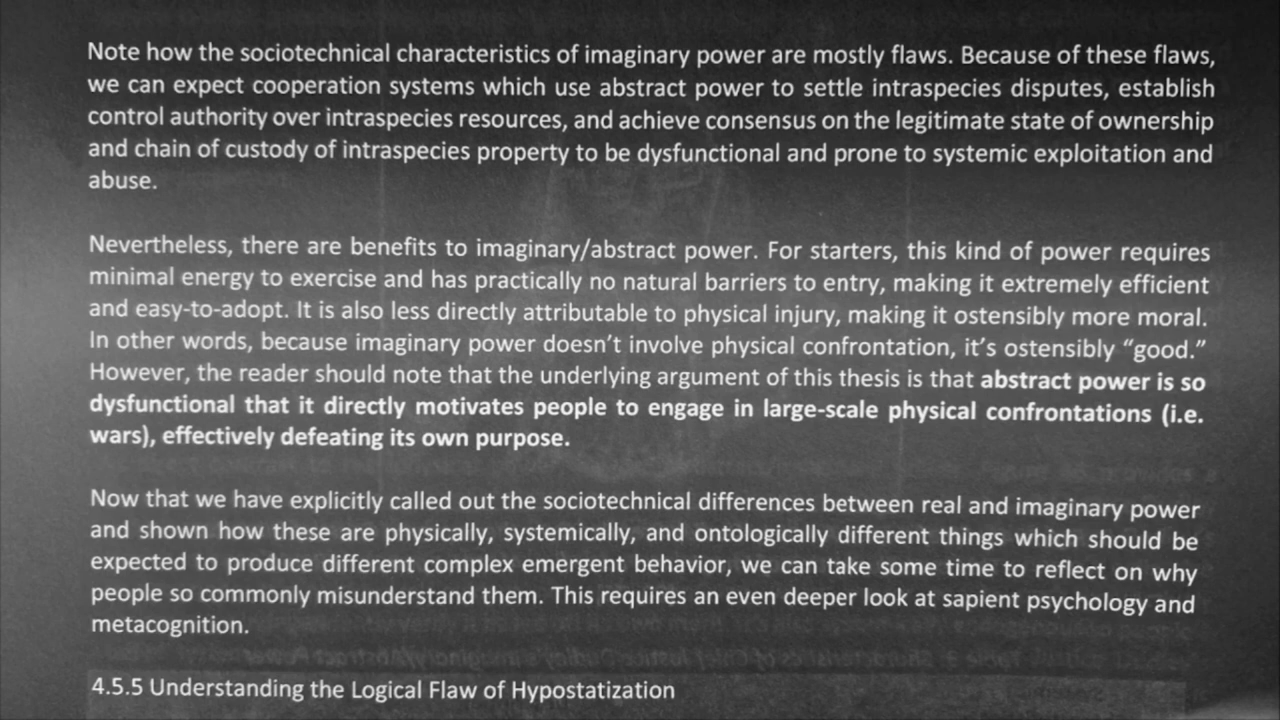 Note how the sociotechnical characteristics of imaginary power are mostly flaws. Because of these flaws,
we can expect cooperation systems which use abstract power to settle intraspecies disputes, establish
control authority over intraspecies resources, and achieve consensus on the legitimate state of ownership
and chain of custody of intraspecies property to be dysfunctional and prone to systemic exploitation and
abuse.
Nevertheless, there are benefits to imaginary/abstract power. For starters, this kind of power requires
minimal energy to exercise and has practically no natural barriers to entry, making it extremely efficient
and easy-to-adopt. It is also less directly attributable to physical injury, making it ostensibly more moral.
In other words, because imaginary power doesn’t involve physical confrontation, it’s ostensibly “good.”
However, the reader should note that the underlying argument of this thesis is that abstract power is so
dysfunctional that it directly motivates people to engage in large-scale physical confrontations (i.e.
wars), effectively defeating its own purpose.
Now that we have explicitly called out the sociotechnical differences between real and imaginary power
and shown how these are physically, systemically, and ontologically different things which should be
expected to produce different complex emergent behavior, we can take some time to reflect on why
people so commonly misunderstand them. This requires an even deeper look at sapient psychology and
metacognition.
4.5.5 Understanding the Logical Flaw of Hypostatization